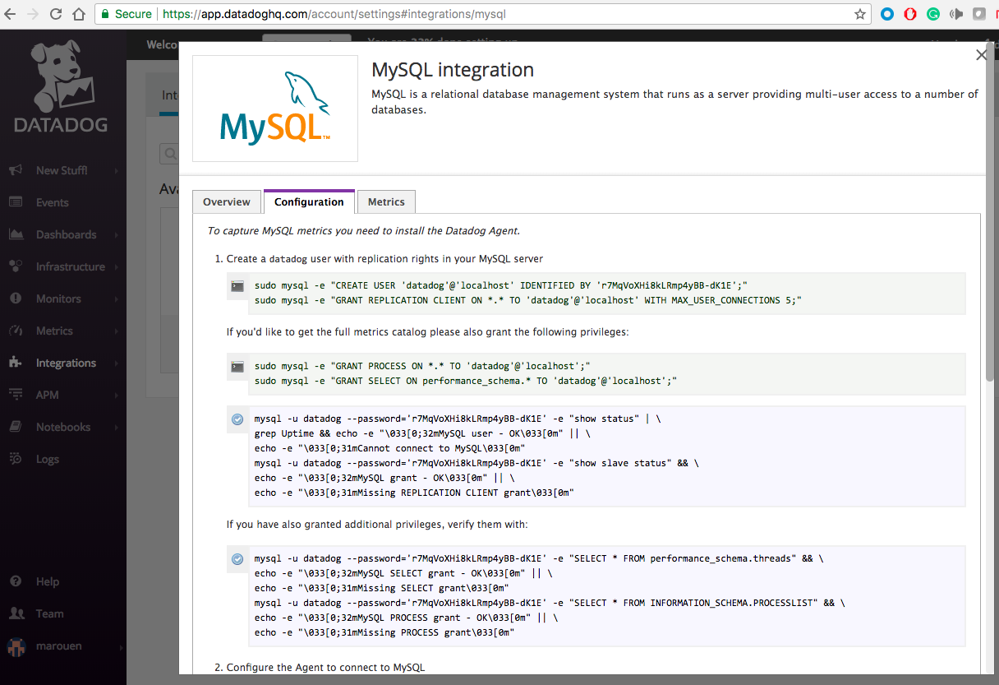 Secure https://app.datadoghq.com/account/settings#integrations/mysql
Welco
DATADOG
New Stuff!
Events
Dashboards
Infrastructure
Monitors
Metrics
Integrations
APM
Notebooks
Logs
Help
Team
marouen
Int
Ava
MySQL™
MySQL integration
MySQL is a relational database management system that runs as a server providing multi-user access to a number of
databases.
Overview
Configuration
Metrics
To capture MySQL metrics you need to install the Datadog Agent.
1. Create a datadog user with replication rights in your MySQL server
sudo mysql -e "CREATE USER 'datadog'@'localhost' IDENTIFIED BY 'r7MqVoXHi8kLRmp4yBB-dK1E';"
sudo mysql -e "GRANT REPLICATION CLIENT ON *.* TO 'datadog'@'localhost' WITH MAX_USER_CONNECTIONS 5;"
If you'd like to get the full metrics catalog please also grant the following privileges:
sudo mysql -e "GRANT PROCESS ON *.* TO 'datadog'@'localhost';"
sudo mysql -e "GRANT SELECT ON performance_schema.* TO 'datadog'@'localhost';"
mysql -u datadog --password='r7MqVoXHi8kLRmp4yBB-dK1E' -e "show status" | \
grep Uptime && echo -e "\033[0;32mMySQL user - OK\033[0m" || \
echo -e "\033[0;31mCannot connect to MySQL\033[0m"
mysql -u datadog --password='r7MqVoXHi8kLRmp4yBB-dK1E' -e "show slave status" && \
echo -e "\033[0;32mMySQL grant - OK\033[0m" || \
echo -e "\033[0;31mMissing REPLICATION CLIENT grant\033[0m"
If you have also granted additional privileges, verify them with:
mysql -u datadog --password='r7MqVoXHi8kLRmp4yBB-dK1E' -e "SELECT * FROM performance_schema.threads" && \
echo -e "\033[0;32mMySQL SELECT grant - OK\033[0m" || \
echo -e "\033[0;31mMissing SELECT grant\033[0m"
mysql -u datadog --password='r7MqVoXHi8kLRmp4yBB-dK1E' -e "SELECT * FROM INFORMATION_SCHEMA.PROCESSLIST" && \
echo -e "\033[0;32mMySQL PROCESS grant - OK\033[0m" || \
echo -e "\033[0;31mMissing PROCESS grant\033[0m"
2. Configure the Agent to connect to MySQL